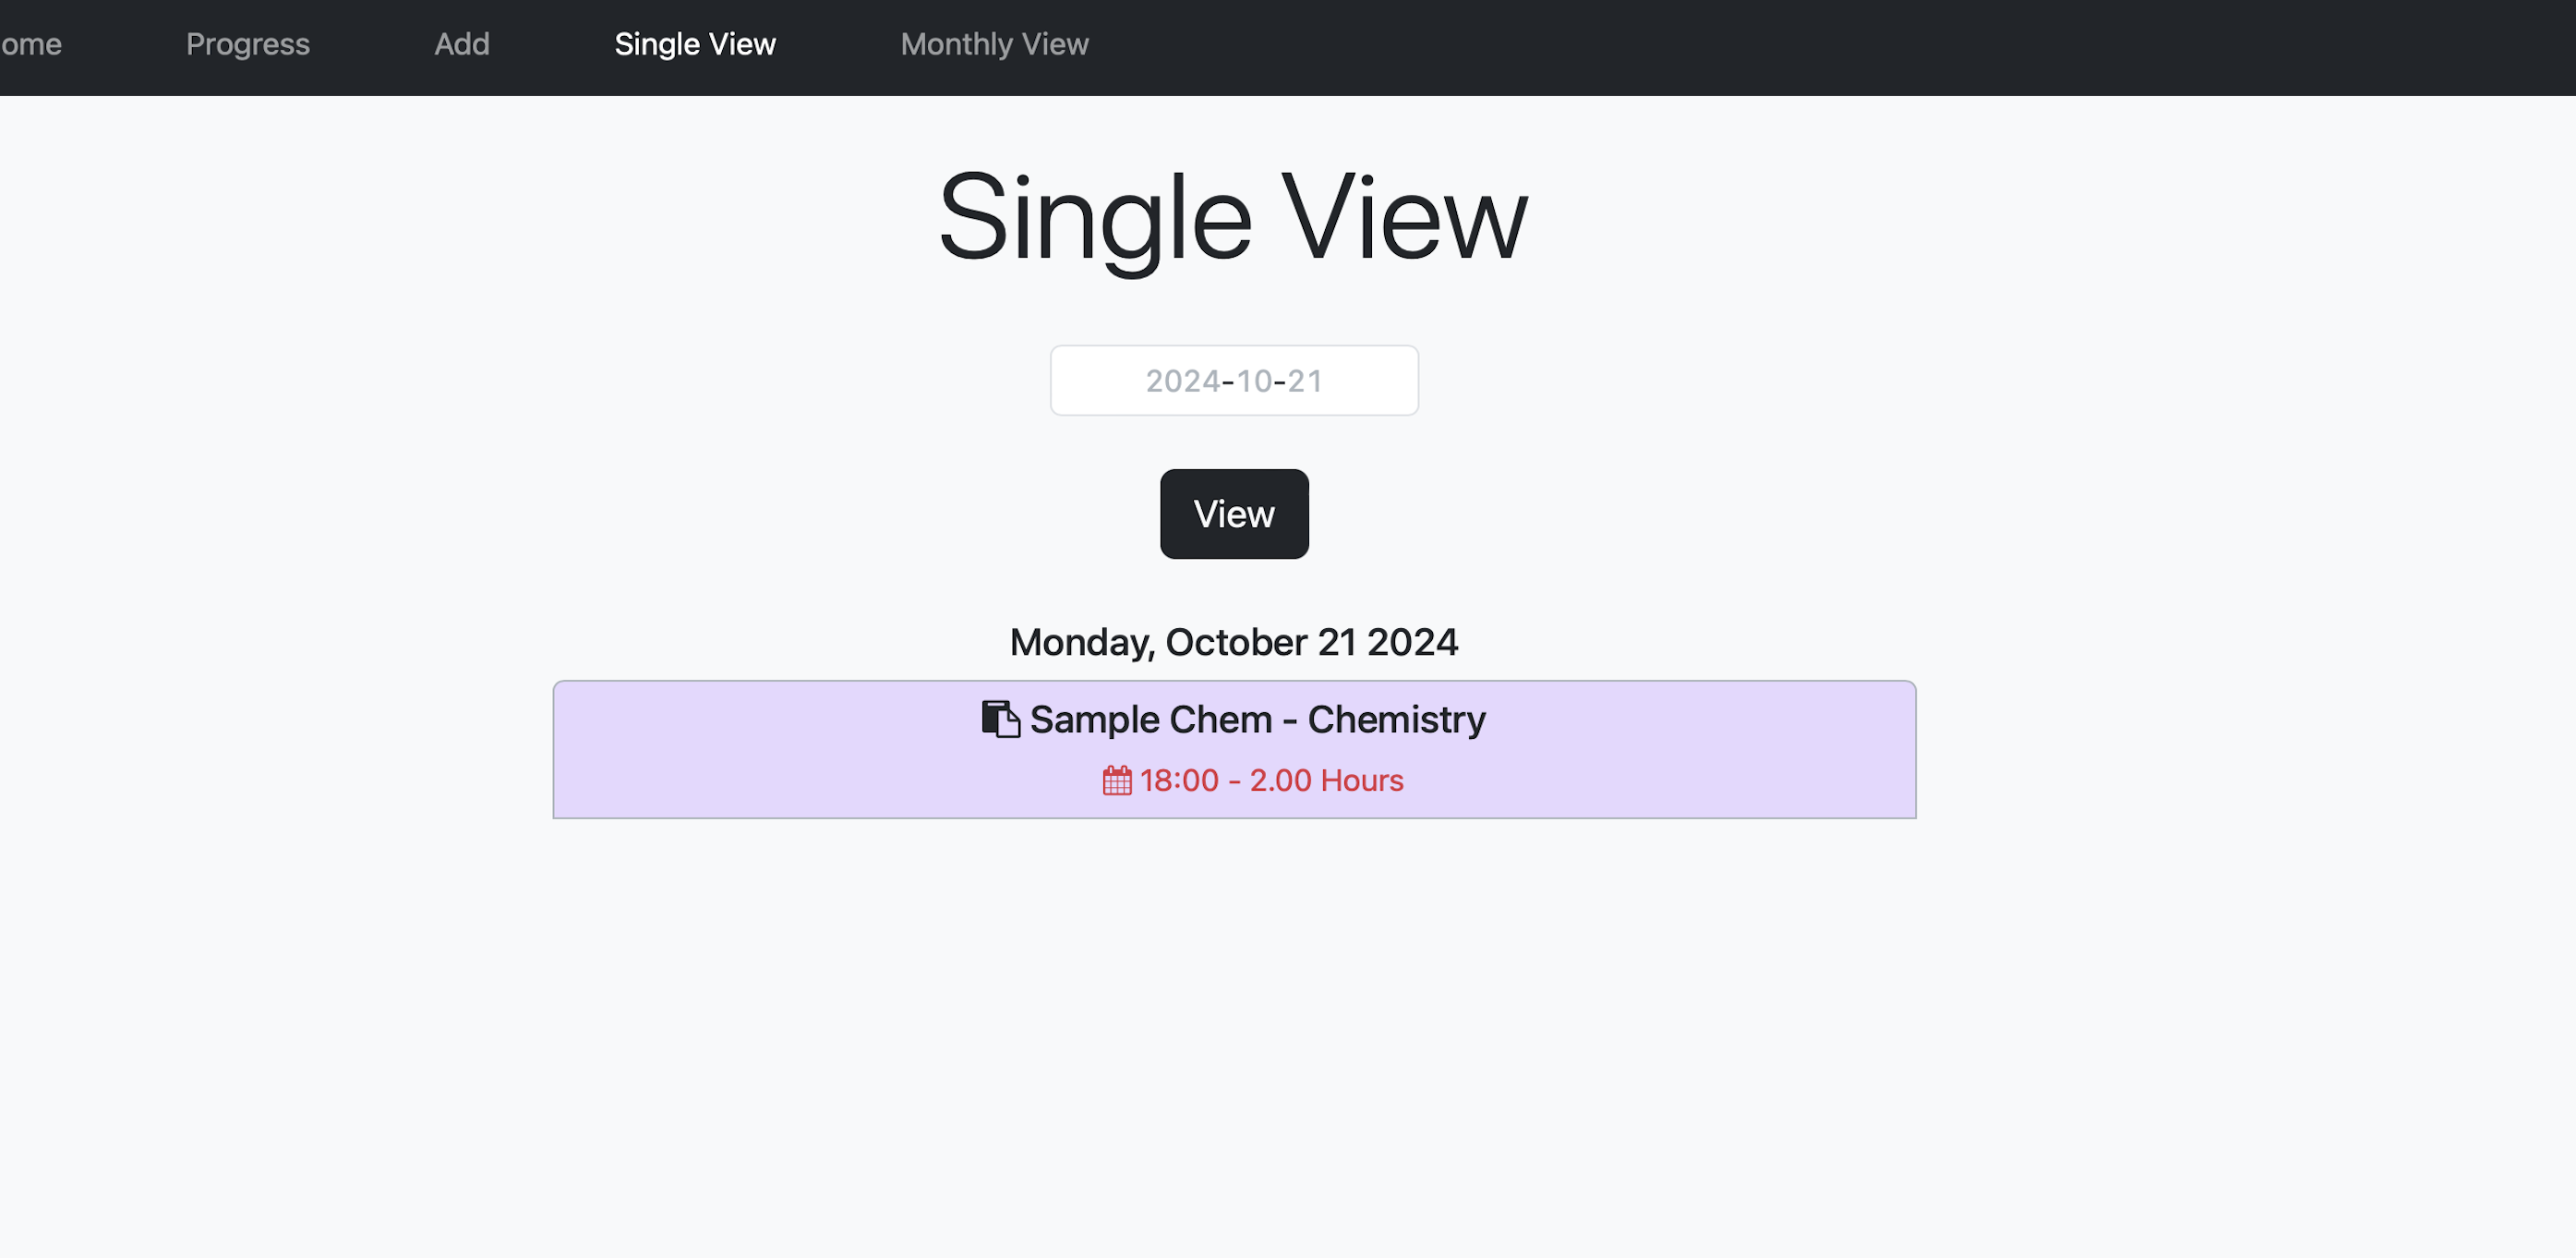 ome Progress Add Single View Monthly View
Single View
2024-10-21
View
Monday, October 21 2024
Sample Chem - Chemistry
18:00 - 2.00 Hours